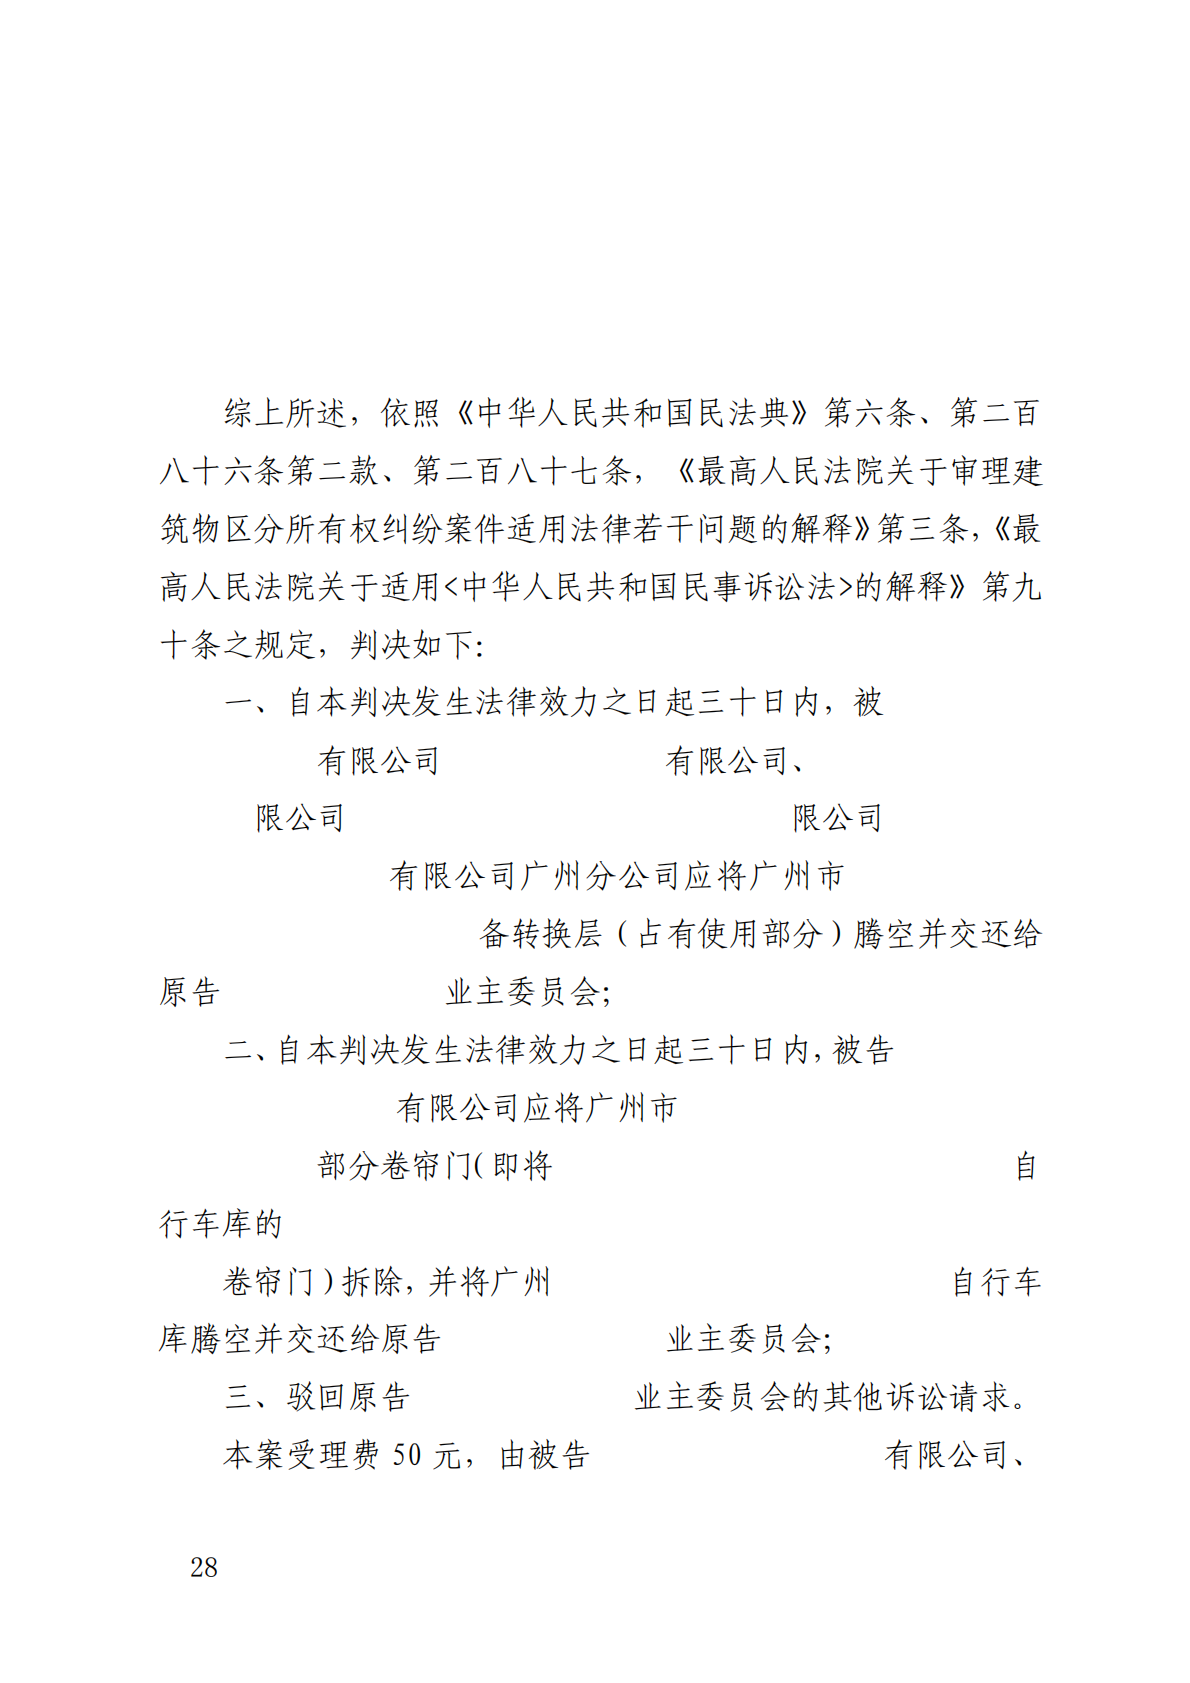 综上所述，依照《中华人民共和国民法典》第六条、第二百
八十六条第二款、第二百八十七条，《最高人民法院关于审理建
筑物区分所有权纠纷案件适用法律若干问题的解释》第三条，《最
高人民法院关于适用<中华人民共和国民事诉讼法>的解释》第九
十条之规定，判决如下：
一、自本判决发生法律效力之日起三十日内，被
有限公司 有限公司、
限公司 限公司
有限公司广州分公司应将广州市
备转换层（占有使用部分）腾空并交还给
原告 业主委员会；
二、自本判决发生法律效力之日起三十日内，被告
有限公司应将广州市
部分卷帘门（即将 自
行车库的
卷帘门）拆除，并将广州 自行车
库腾空并交还给原告 业主委员会；
三、驳回原告 业主委员会的其他诉讼请求。
本案受理费 50 元，由被告 有限公司、
28